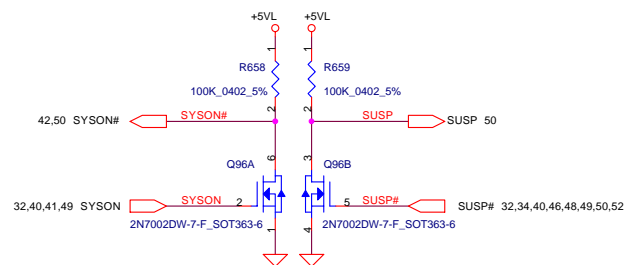 +5VL +5VL
1 1
R658 R659
100K_0402_5% 100K_0402_5%
2 2
42,50 SYSON# SYSON# SUSP SUSP 50
6 3
Q96A Q96B
32,40,41,49 SYSON SYSON 2 5 SUSP# SUSP# 32,34,40,46,48,49,50,52
2N7002DW-7-F_SOT363-6 2N7002DW-7-F_SOT363-6
1 4